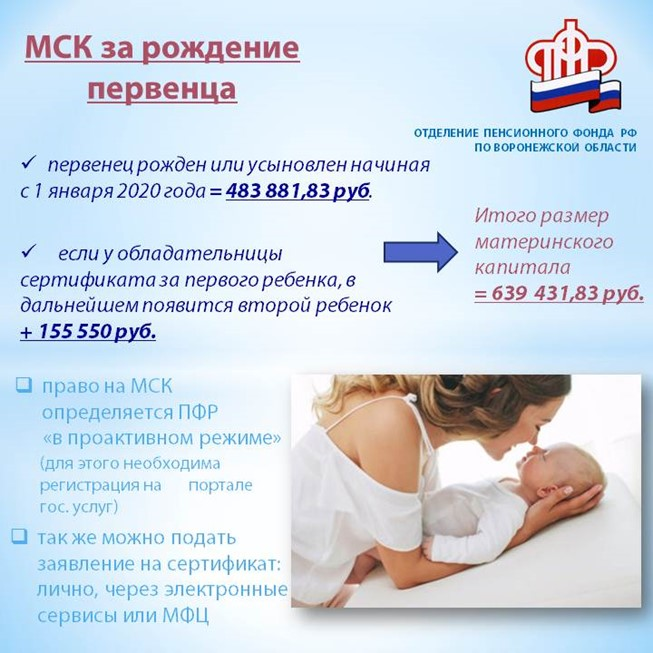 МСК за рождение
первенца
ОТДЕЛЕНИЕ ПЕНСИОННОГО ФОНДА РФ
ПО ВОРОНЕЖСКОЙ ОБЛАСТИ
✓ первенец рожден или усыновлен начиная
с 1 января 2020 года = 483 881,83 руб.
✓ если у обладательницы
сертификата за первого ребенка, в
дальнейшем появится второй ребенок
+ 155 550 руб.
Итого размер
материнского
капитала
= 639 431,83 руб.
❑ право на МСК
определяется ПФР
«в проактивном режиме»
(для этого необходима
регистрация на портале
гос. услуг)
❑ так же можно подать
заявление на сертификат:
лично, через электронные
сервисы или МФЦ